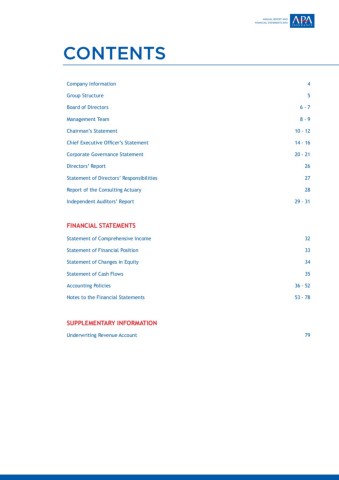 ANNUAL REPORT AND
APA
CONTENTS
Company Information 4
Group Structure 5
Board of Directors 6 - 7
Management Team 8 - 9
Chairman's Statement 10 - 12
Chief Executive Officer's Statement 14 - 16
Corporate Governance Statement 20 - 21
Directors' Report 26
Statement of Directors' Responsibilities 27
Report of the Consulting Actuary 28
Independent Auditors' Report 29 - 31
FINANCIAL STATEMENTS
Statement of Comprehensive Income 32
Statement of Financial Position 33
Statement of Changes in Equity 34
Statement of Cash Flows 35
Accounting Policies 36 - 52
Notes to the Financial Statements 53 - 78
SUPPLEMENTARY INFORMATION
Underwriting Revenue Account 79